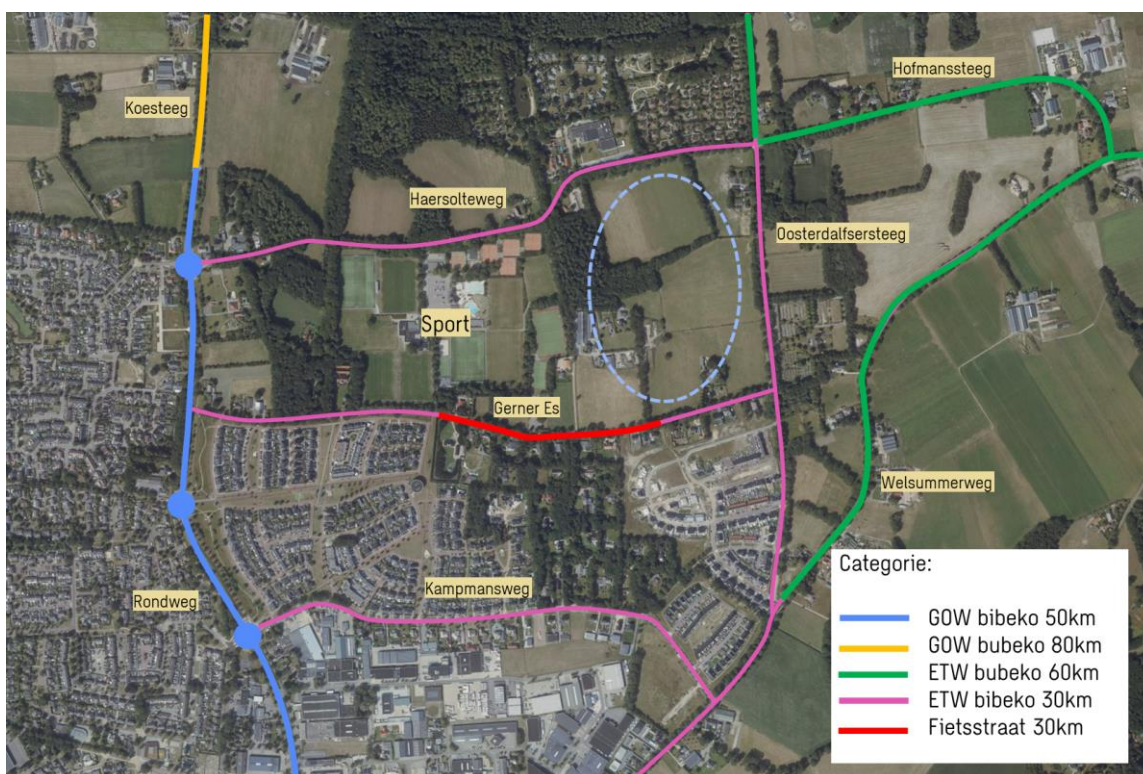 Hofmanssteeg
Koesteeg
Haersolteweg
Oosterdalfsersteeg
Sport
Gerner Es
Welsummerweg
Kampmansweg
Rondweg
Categorie:
GOW bibeko 50km
GOW bubeko 80km
ETW bubeko 60km
ETW bibeko 30km
Fietsstraat 30km